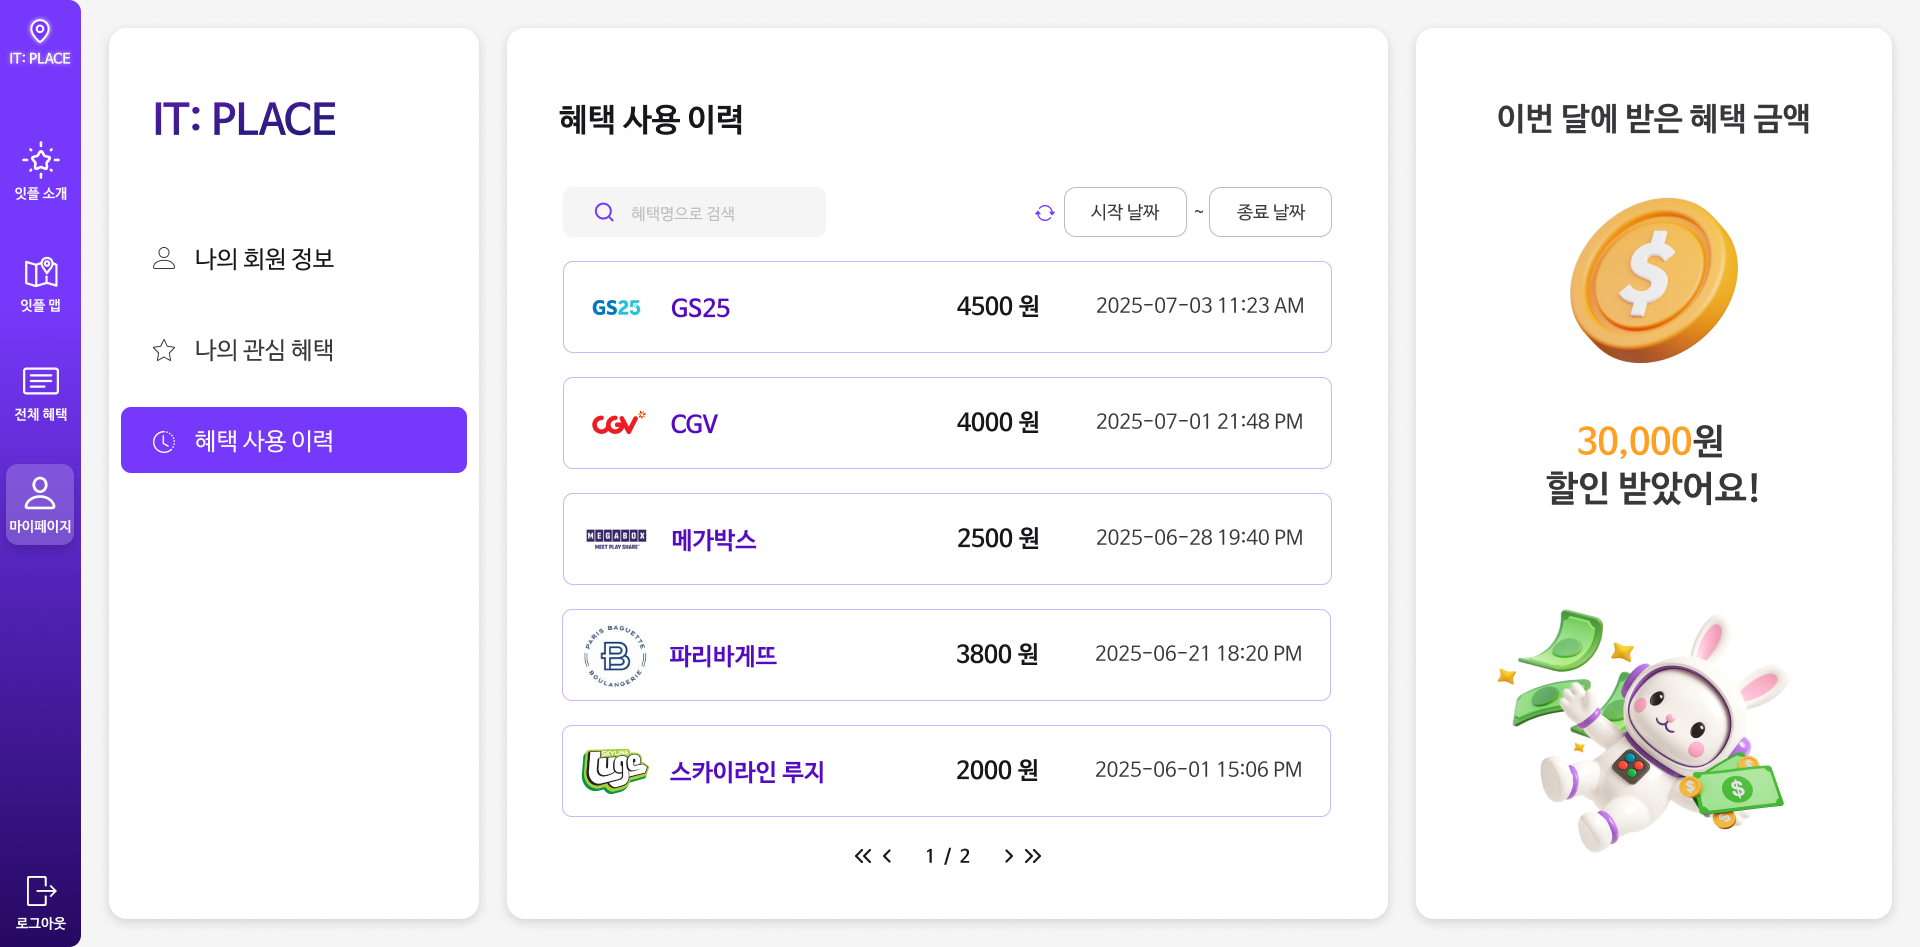 IT: PLACE
잇플 소개
잇플 맵
전체 혜택
마이페이지
로그아웃
IT: PLACE
나의 회원 정보
나의 관심 혜택
혜택 사용 이력
혜택 사용 이력
혜택명으로 검색
시작 날짜 ~ 종료 날짜
GS25 GS25 4500 원 2025-07-03 11:23 AM
CGV CGV 4000 원 2025-07-01 21:48 PM
MEGABOX
MEET PLAY SHARE
메가박스 2500 원 2025-06-28 19:40 PM
PARIS BAGUETTE
B
BOULANGERIE
파리바게뜨 3800 원 2025-06-21 18:20 PM
SKYLINE
Luge
스카이라인 루지 2000 원 2025-06-01 15:06 PM
1 / 2
이번 달에 받은 혜택 금액
$
30,000원
할인 받았어요!
$
$
$
$